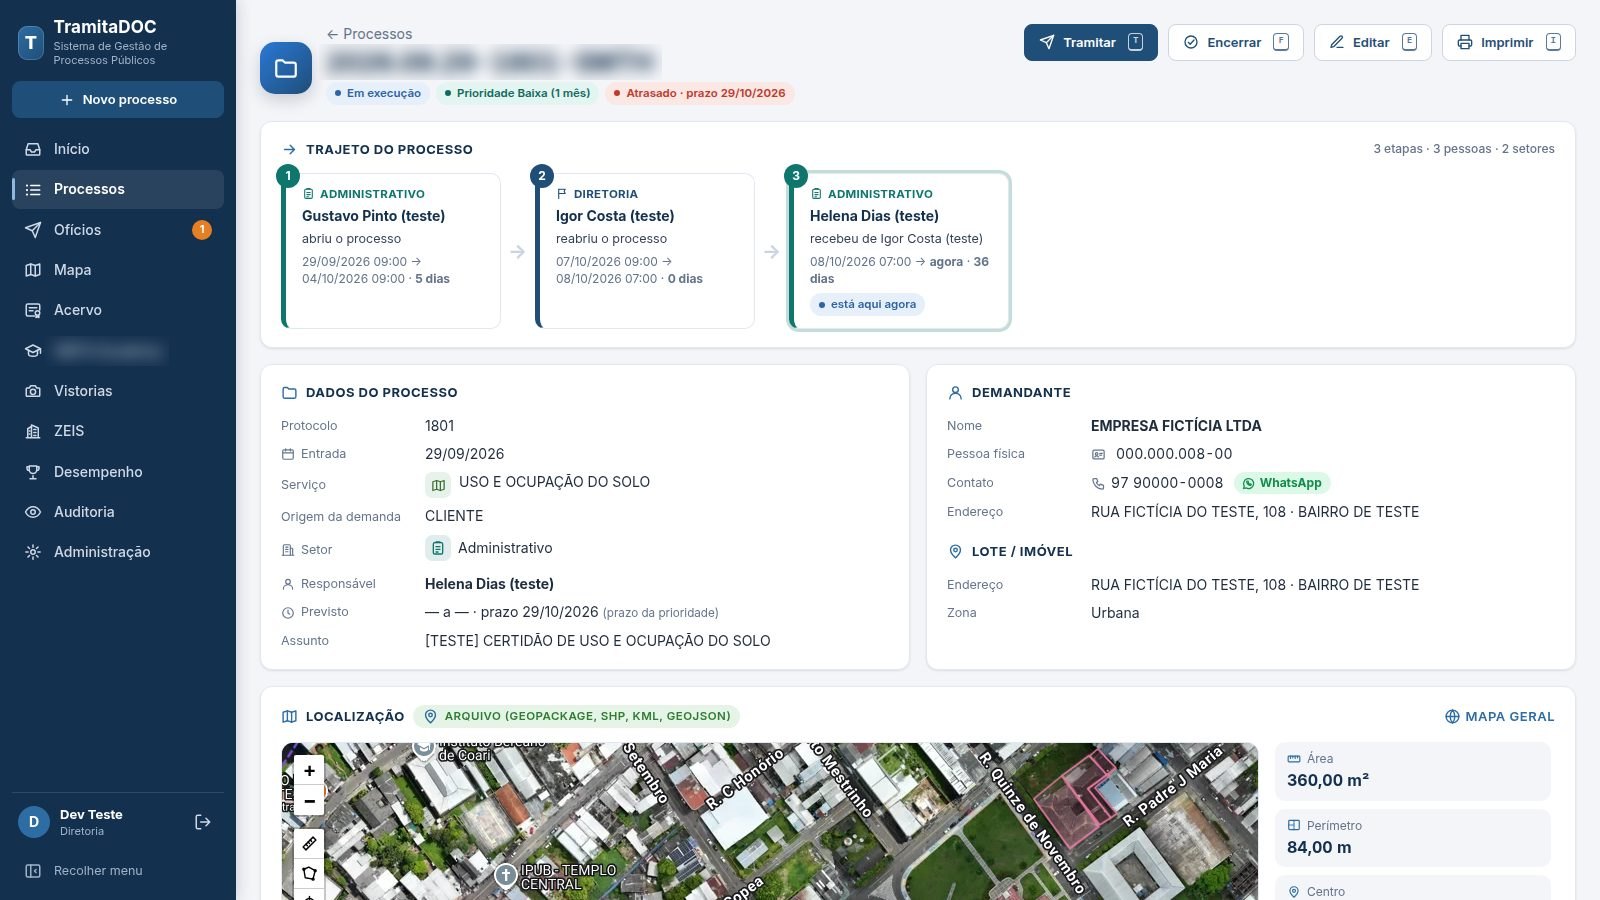 T
TramitaDOC
Sistema de Gestão de
Processos Públicos
+ Novo processo
Início
Processos
Ofícios
1
Mapa
Acervo
Vistorias
ZEIS
Desempenho
Auditoria
Administração
D
Dev Teste
Diretoria
Recolher menu
← Processos
Em execução
Prioridade Baixa (1 mês)
Atrasado · prazo 29/10/2026
Tramitar T
Encerrar F
Editar E
Imprimir I
TRAJETO DO PROCESSO
3 etapas · 3 pessoas · 2 setores
1
ADMINISTRATIVO
Gustavo Pinto (teste)
abriu o processo
29/09/2026 09:00 →
04/10/2026 09:00 · 5 dias
2
DIRETORIA
Igor Costa (teste)
reabriu o processo
07/10/2026 09:00 →
08/10/2026 07:00 · 0 dias
3
ADMINISTRATIVO
Helena Dias (teste)
recebeu de Igor Costa (teste)
08/10/2026 07:00 → agora · 36
dias
está aqui agora
DADOS DO PROCESSO
Protocolo 1801
Entrada 29/09/2026
Serviço USO E OCUPAÇÃO DO SOLO
Origem da demanda CLIENTE
Setor Administrativo
Responsável Helena Dias (teste)
Previsto — a — · prazo 29/10/2026 (prazo da prioridade)
Assunto [TESTE] CERTIDÃO DE USO E OCUPAÇÃO DO SOLO
DEMANDANTE
Nome EMPRESA FICTÍCIA LTDA
Pessoa física 000.000.008-00
Contato 97 90000-0008 WhatsApp
Endereço RUA FICTÍCIA DO TESTE, 108 · BAIRRO DE TESTE
LOTE / IMÓVEL
Endereço RUA FICTÍCIA DO TESTE, 108 · BAIRRO DE TESTE
Zona Urbana
LOCALIZAÇÃO
ARQUIVO (GEOPACKAGE, SHP, KML, GEOJSON)
MAPA GERAL
+
−
de Coari
Setembro
R. C Honório
Mestrinho
R. Quinze de Novembro
R. Padre J Maria
IPUB - TEMPLO
CENTRAL
Área
360,00 m²
Perímetro
84,00 m
Centro